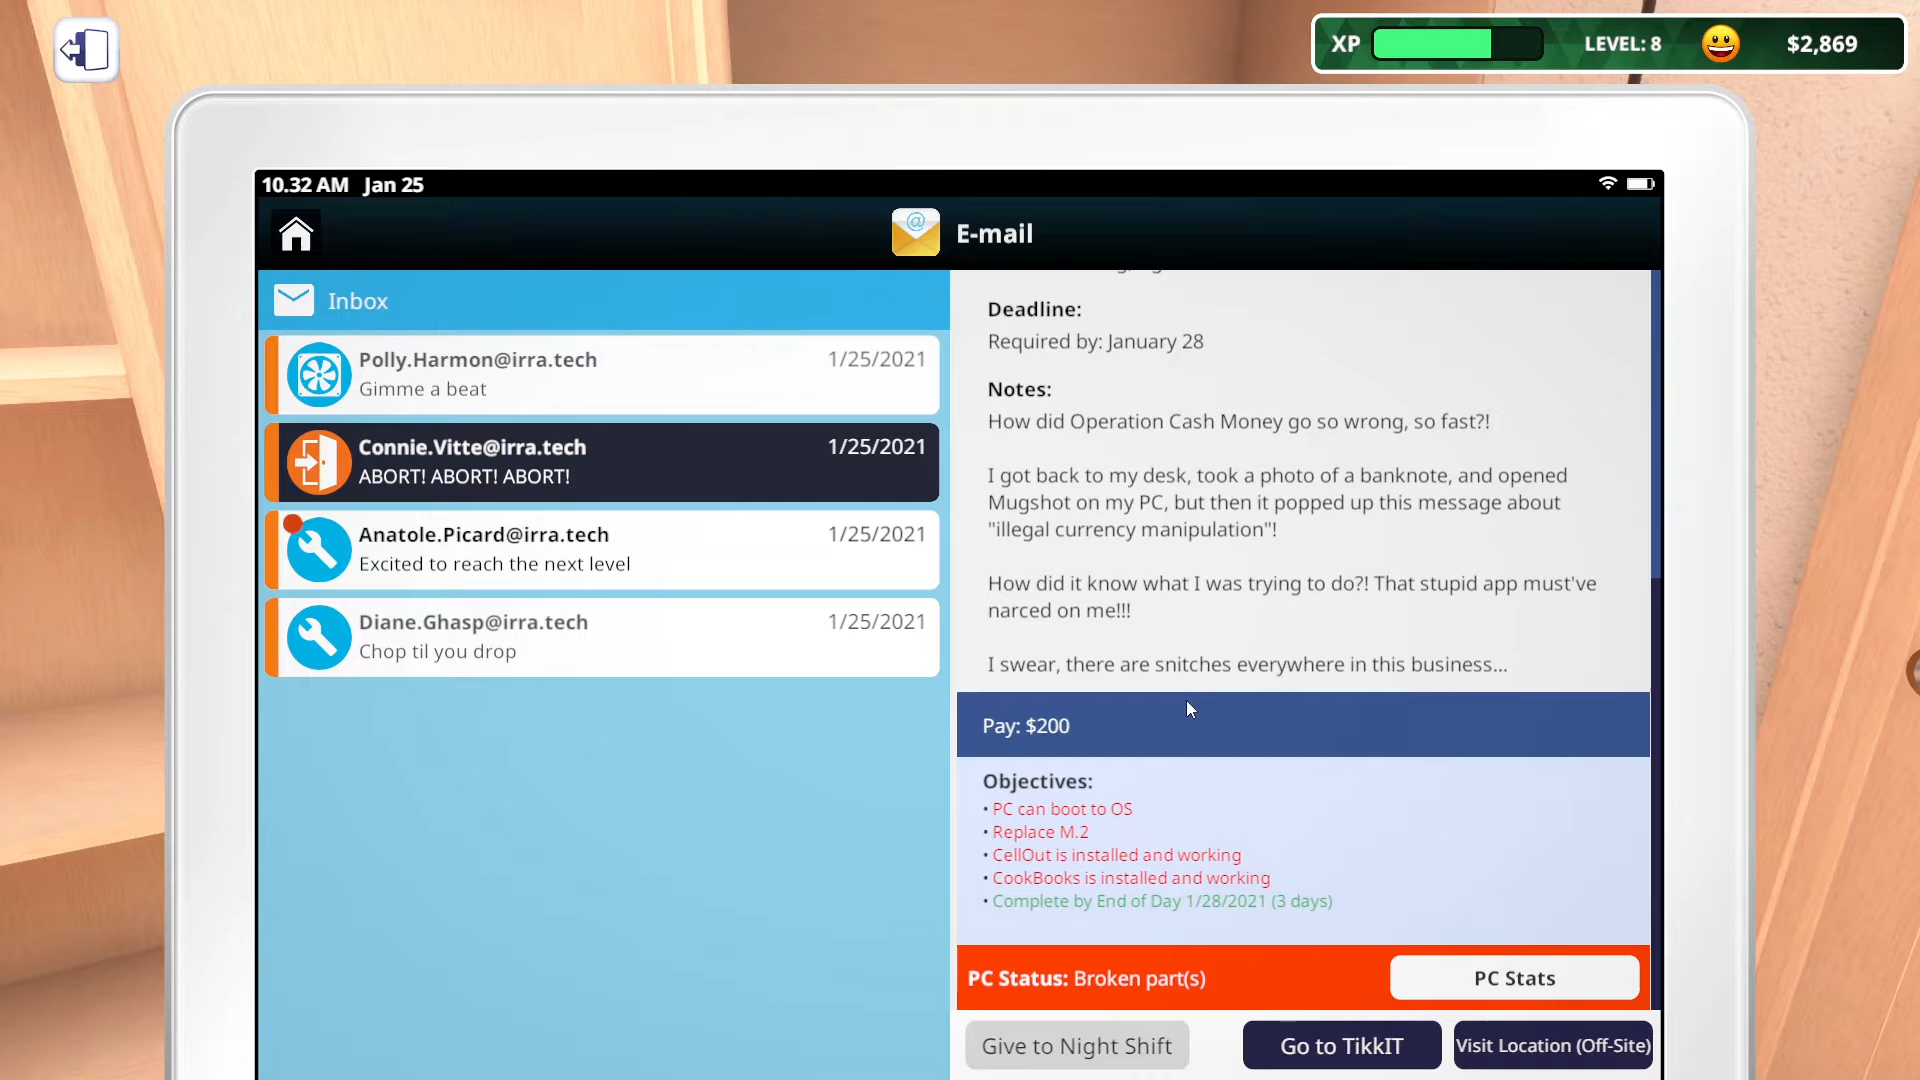 XP LEVEL: 8 $2,869
10.32 AM Jan 25
E-mail
Inbox
Polly.Harmon@irra.tech 1/25/2021
Gimme a beat
Connie.Vitte@irra.tech 1/25/2021
ABORT! ABORT! ABORT!
Anatole.Picard@irra.tech 1/25/2021
Excited to reach the next level
Diane.Ghasp@irra.tech 1/25/2021
Chop til you drop
Deadline:
Required by: January 28
Notes:
How did Operation Cash Money go so wrong, so fast?!
I got back to my desk, took a photo of a banknote, and opened
Mugshot on my PC, but then it popped up this message about
"illegal currency manipulation"!
How did it know what I was trying to do?! That stupid app must've
narced on me!!!
I swear, there are snitches everywhere in this business...
Pay: $200
Objectives:
• PC can boot to OS
• Replace M.2
• CellOut is installed and working
• CookBooks is installed and working
• Complete by End of Day 1/28/2021 (3 days)
PC Status: Broken part(s)
PC Stats
Give to Night Shift
Go to TikkIT
Visit Location (Off-Site)